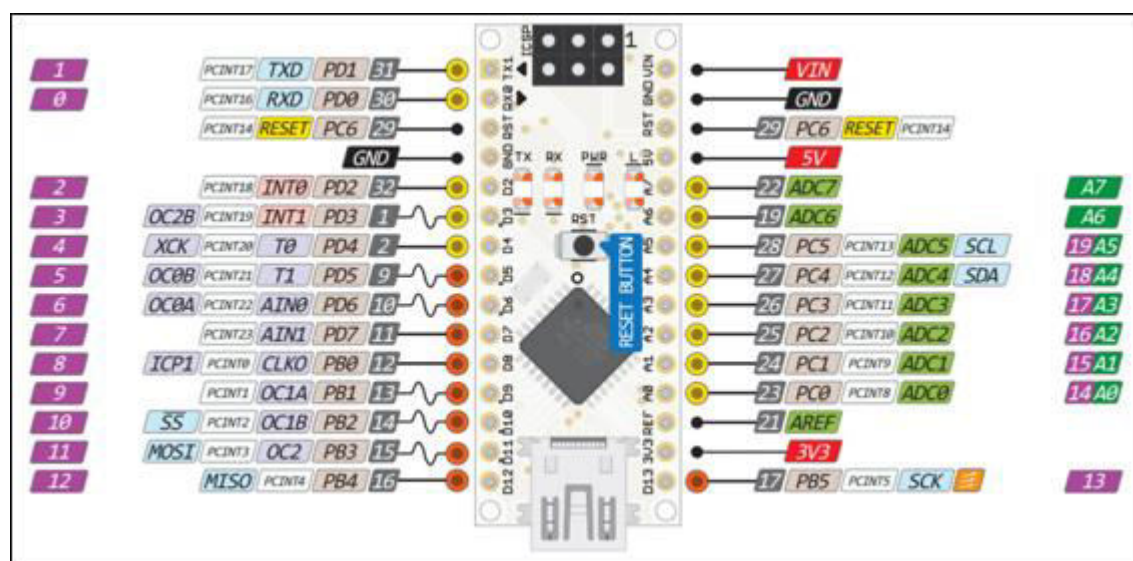 ICSP 1
1 PCINT17 TXD PD1 31 TX1 VIN VIN
0 PCINT16 RXD PD0 30 RX0 GND GND
PCINT14 RESET PC6 29 RST RST 29 PC6 RESET PCINT14
GND GND 5V 5V
TX RX PWR L
2 PCINT18 INT0 PD2 32 D2 A7 22 ADC7 A7
3 OC2B PCINT19 INT1 PD3 1 D3 A6 19 ADC6 A6
RST
4 XCK PCINT20 T0 PD4 2 D4 A5 28 PC5 PCINT13 ADC5 SCL 19 A5
5 OC0B PCINT21 T1 PD5 9 D5 A4 27 PC4 PCINT12 ADC4 SDA 18 A4
RESET BUTTON
6 OC0A PCINT22 AIN0 PD6 10 D6 A3 26 PC3 PCINT11 ADC3 17 A3
7 PCINT23 AIN1 PD7 11 D7 A2 25 PC2 PCINT10 ADC2 16 A2
8 ICP1 PCINT0 CLKO PB0 12 D8 A1 24 PC1 PCINT9 ADC1 15 A1
9 PCINT1 OC1A PB1 13 D9 A0 23 PC0 PCINT8 ADC0 14 A0
10 SS PCINT2 OC1B PB2 14 D10 REF 21 AREF
11 MOSI PCINT3 OC2 PB3 15 D11 3V3 3V3
12 MISO PCINT4 PB4 16 D12 D13 17 PB5 PCINT5 SCK 13